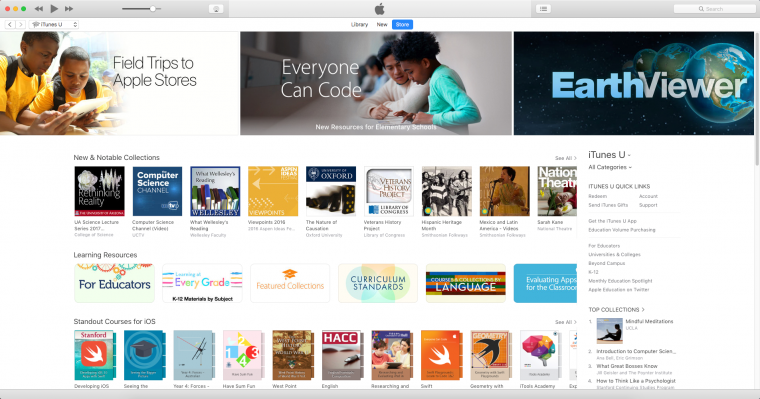 iTunes U
Search
Library New Store
Field Trips to
Apple Stores
Everyone
Can Code
New Resources for Elementary Schools
EarthViewer
New & Notable Collections
See All >
Rethinking
Reality
Computer
Science
CHANNEL
What Wellesley's
Reading
WELLESLEY
ASPEN
IDEAS
VIEWPOINTS
UNIVERSITY OF
OXFORD
VETERANS
HISTORY
PROJECT
LIBRARY OF
CONGRESS
National
Theatre
UA Science Lecture
Series 2017...
College of Science
Computer Science
Channel (Video)
UCTV
What Wellesley's
Reading
Wellesley Faculty
Viewpoints 2016
2016 Aspen Ideas Fe...
The Nature of
Causation
Oxford University
Veterans History
Project
Library of Congress
Hispanic Heritage
Month
Smithsonian Folkways
Mexico and Latin
America - Videos
Smithsonian Folkways
Sarah Kane
National Theatre
Learning Resources
For Educators
Learning at
Every Grade
K-12 Materials by Subject
Featured Collections
CURRICULUM
STANDARDS
COURSES & COLLECTIONS BY
LANGUAGE
Evaluating Apps
for the Classroom
Standout Courses for iOS
See All >
Stanford
HACC
GEOMETRY
Developing iOS
Seeing the
Year 4: Forces –
Have Sum Fun
West Point
English
Researching and
Swift
Geometry with
iTools Academy
Esp
iTunes U
All Categories
ITUNES U QUICK LINKS
Redeem Account
Send iTunes Gifts Support
Get the iTunes U App
Education Volume Purchasing
For Educators
Universities & Colleges
Beyond Campus
K-12
Monthly Education Spotlight
Apple Education on Twitter
TOP COLLECTIONS >
1. Mindful Meditations
UCLA
2. Introduction to Computer Scien...
Ana Bell, Eric Grimson
3. What Great Bosses Know
Jill Geisler and The Poynter Institute
4. How to Think Like a Psychologist
Stanford Continuing Studies Program